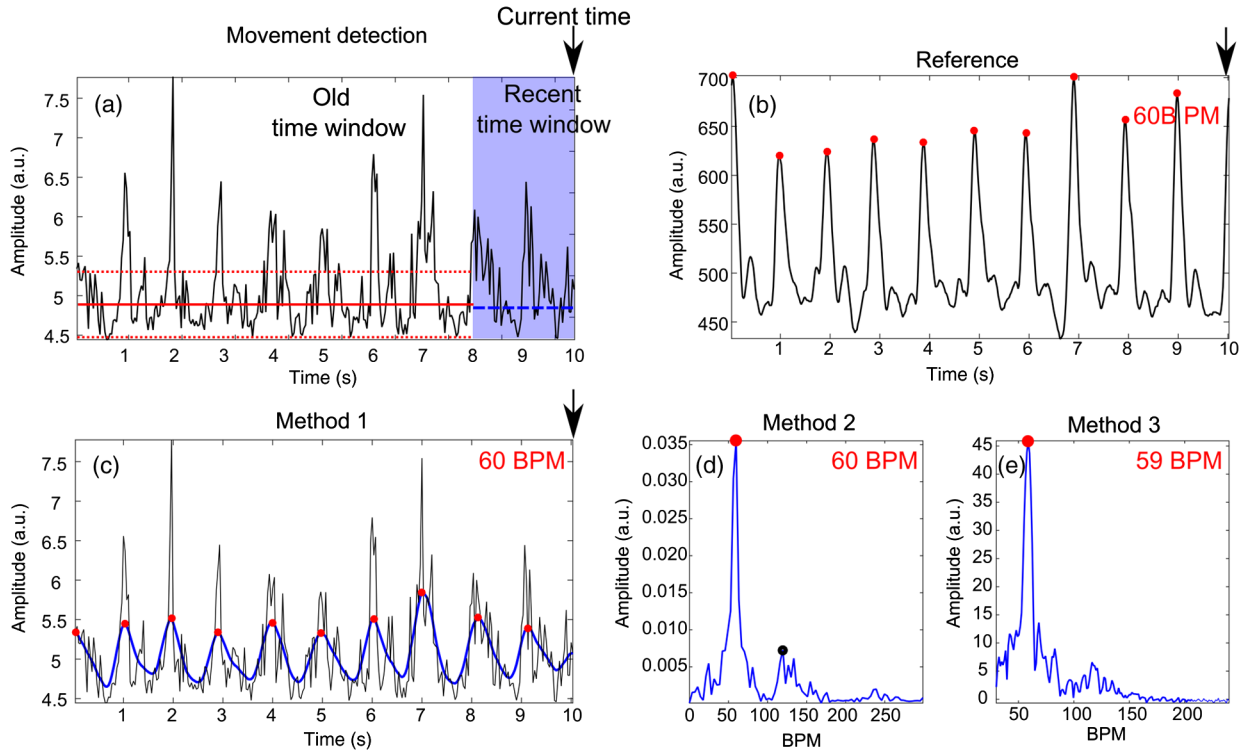 Current time
Movement detection
(a)
Old
time window
Recent
time window
Amplitude (a.u.)
7.5
7
6.5
6
5.5
5
4.5
1 2 3 4 5 6 7 8 9 10
Time (s)
Reference
(b)
60B PM
Amplitude (a.u.)
700
650
600
550
500
450
1 2 3 4 5 6 7 8 9 10
Time (s)
Method 1
(c)
60 BPM
Amplitude (a.u.)
7.5
7
6.5
6
5.5
5
4.5
1 2 3 4 5 6 7 8 9 10
Time (s)
Method 2
(d)
60 BPM
Amplitude (a.u.)
0.035
0.030
0.025
0.020
0.015
0.010
0.005
0 50 100 150 200 250
BPM
Method 3
(e)
59 BPM
Amplitude (a.u.)
45
40
35
30
25
20
15
10
5
0
50 100 150 200
BPM